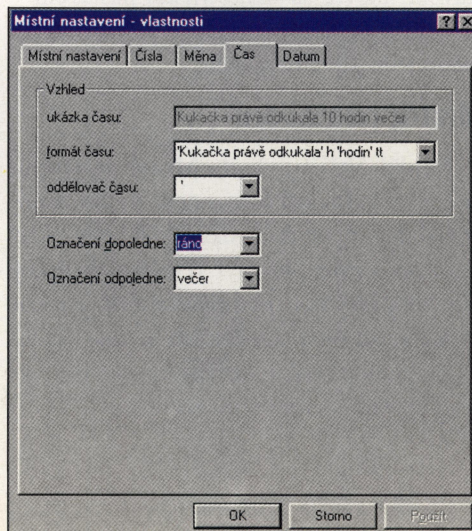 Místní nastavení - vlastnosti
Místní nastavení Čísla Měna Čas Datum
Vzhled
ukázka času: Kukačka právě odkukala 10 hodin večer
formát času: 'Kukačka právě odkukala' h 'hodin' tt
oddělovač času: '
Označení dopoledne: ráno
Označení odpoledne: večer
OK Storno Použít